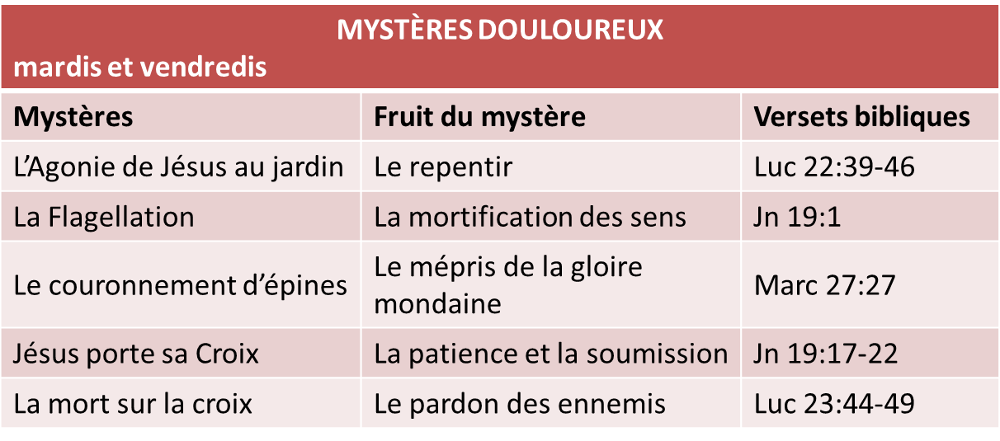 MYSTÈRES DOULOUREUX
mardis et vendredis
Mystères Fruit du mystère Versets bibliques
L’Agonie de Jésus au jardin Le repentir Luc 22:39-46
La Flagellation La mortification des sens Jn 19:1
Le couronnement d’épines Le mépris de la gloire mondaine Marc 27:27
Jésus porte sa Croix La patience et la soumission Jn 19:17-22
La mort sur la croix Le pardon des ennemis Luc 23:44-49